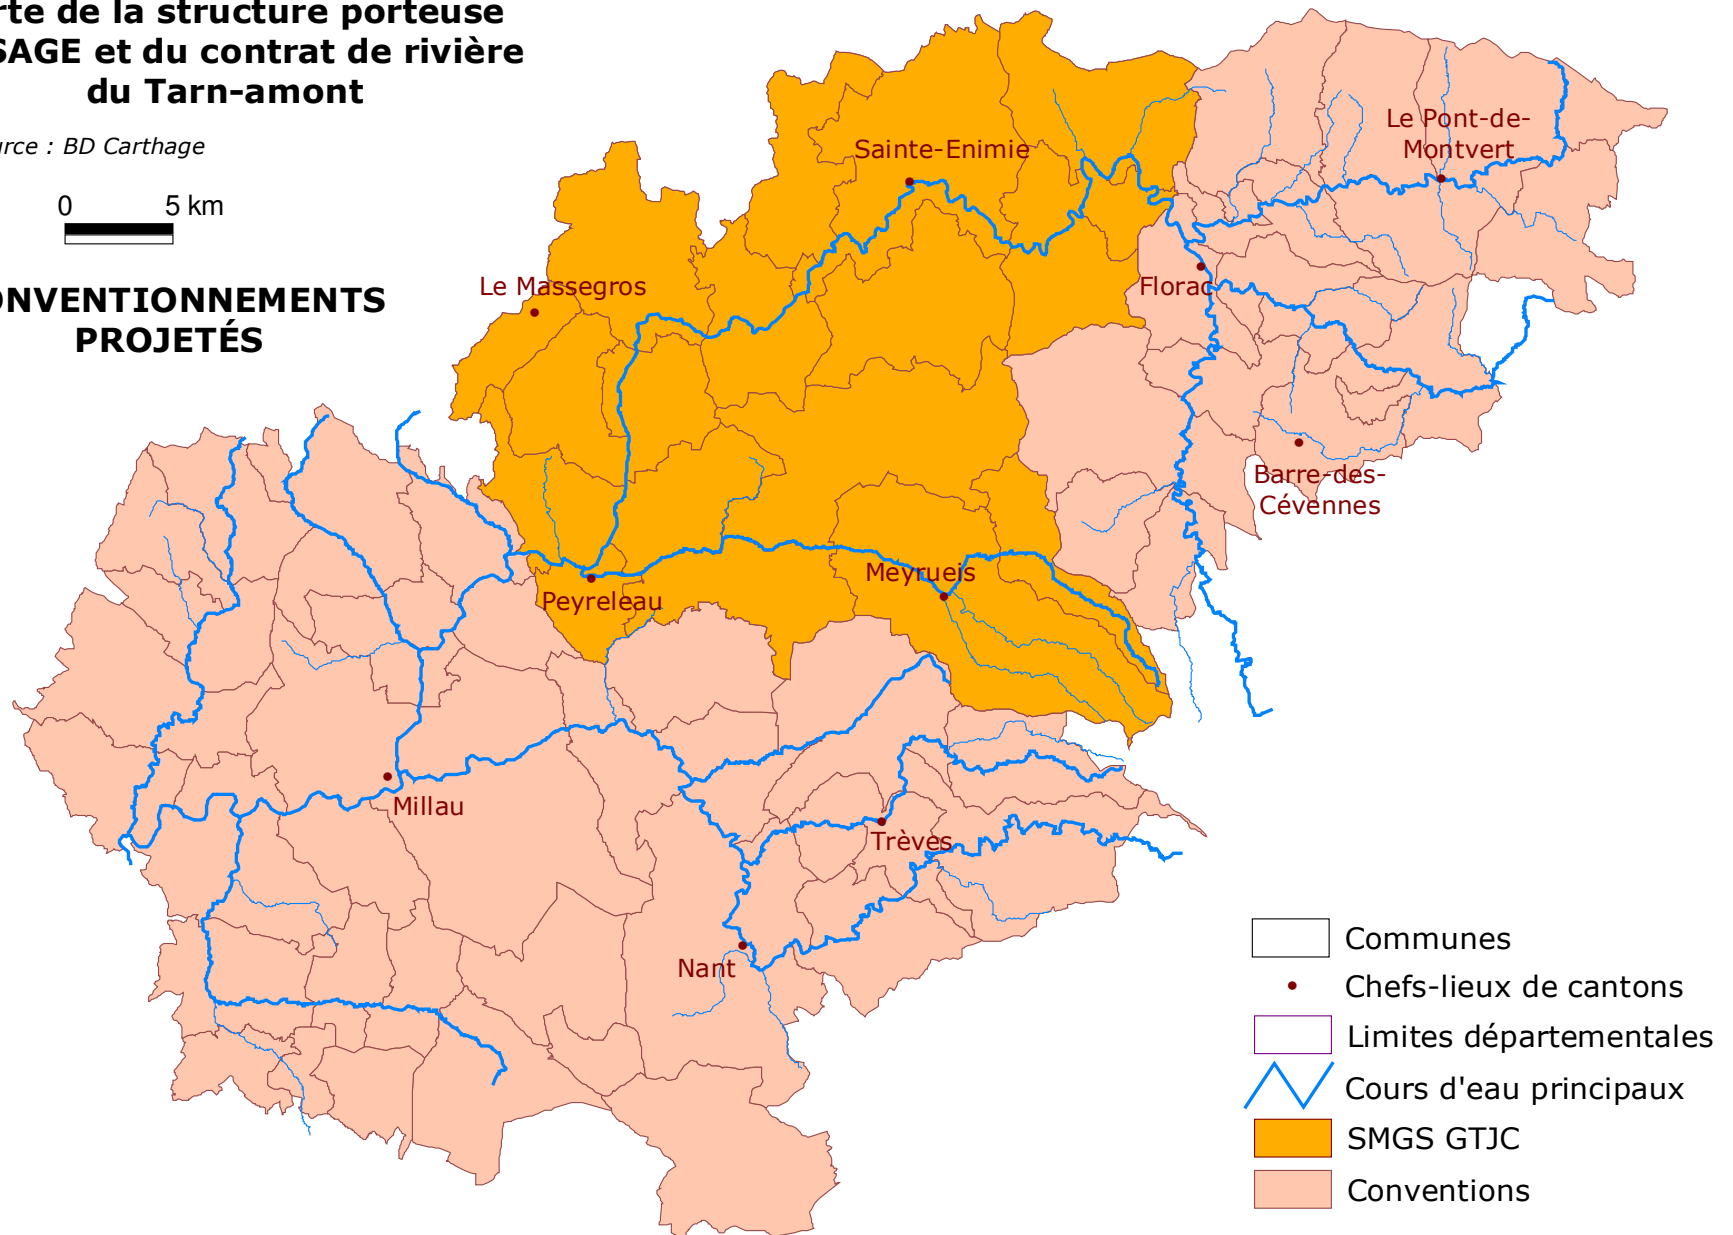 rte de la structure porteuse
SAGE et du contrat de rivière
du Tarn-amont
urce : BD Carthage
0 5 km
ONVENTIONNEMENTS
PROJETÉS
Sainte-Enimie
Le Pont-de-
Montvert
Le Massegros
Florac
Barre-des-
Cévennes
Meyrueis
Peyreleau
Millau
Trèves
Nant
Communes
Chefs-lieux de cantons
Limites départementales
Cours d'eau principaux
SMGS GTJC
Conventions